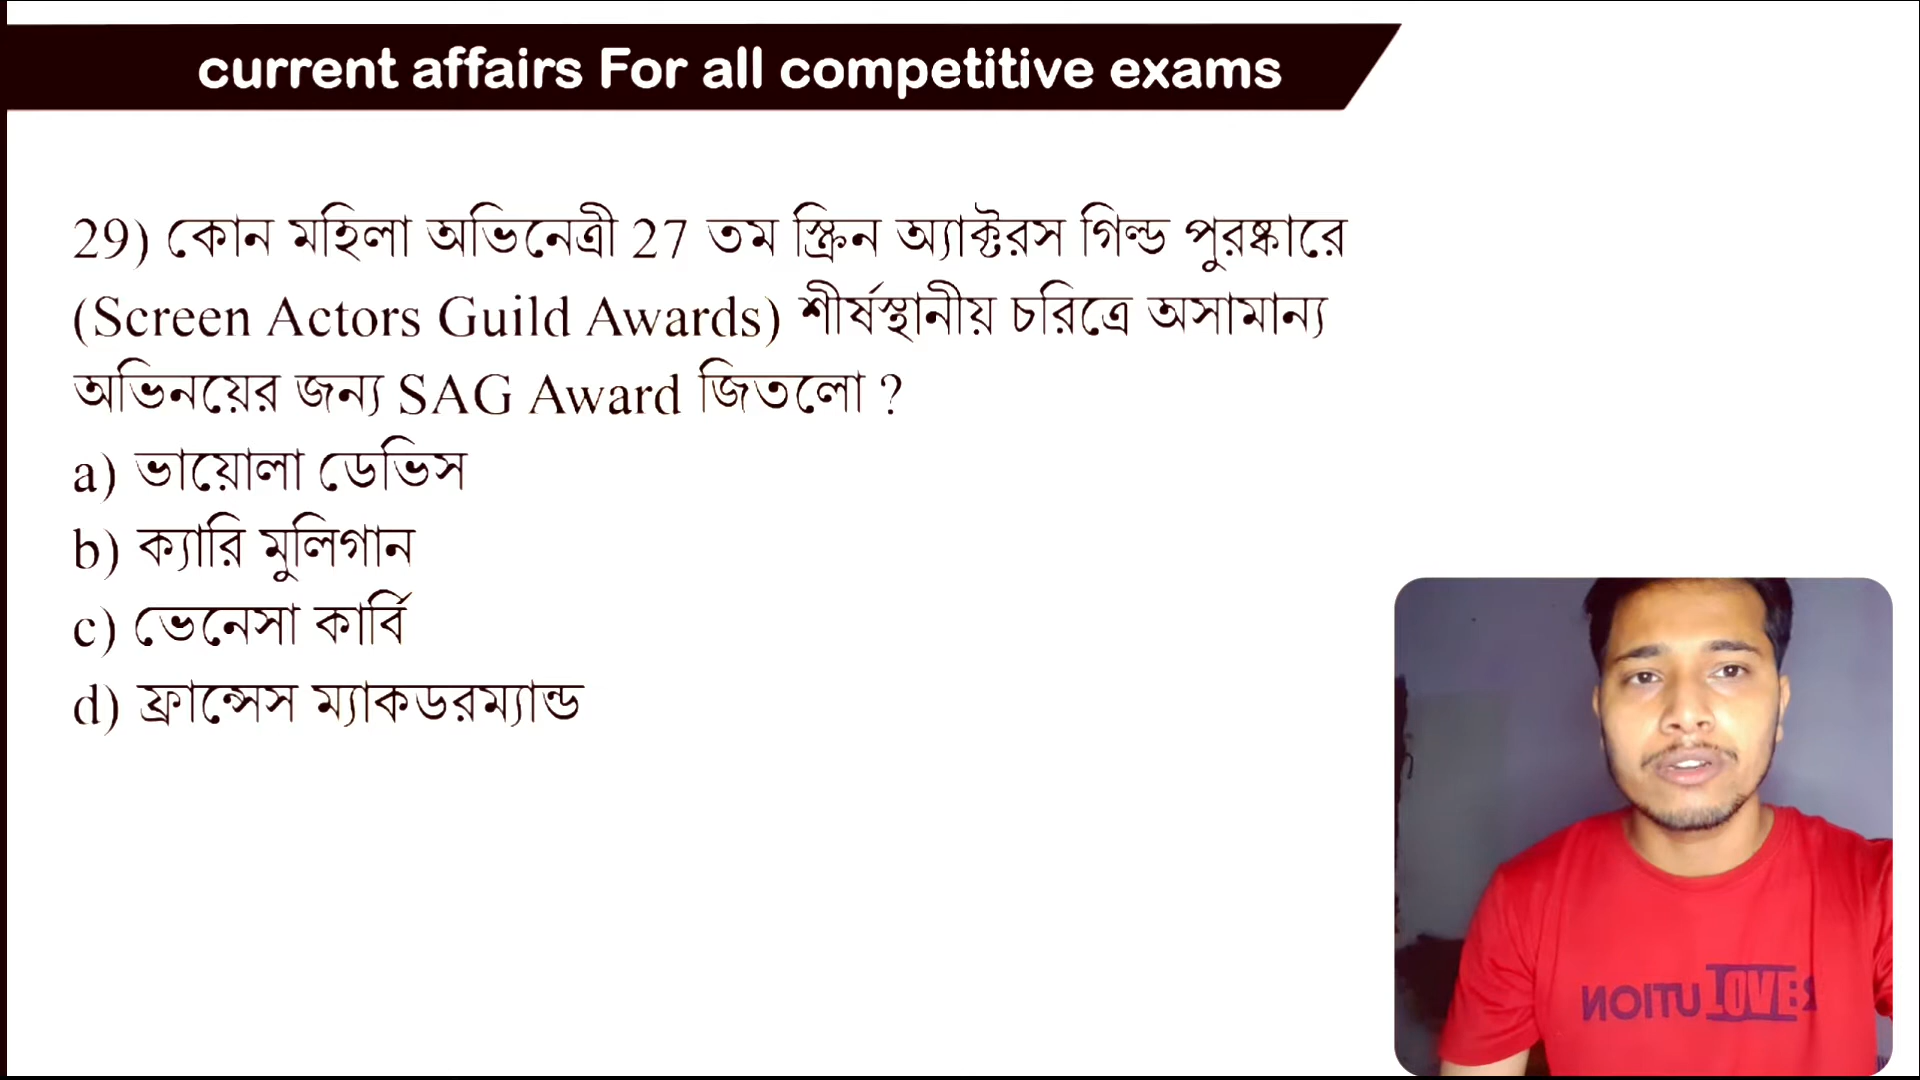 current affairs For all competitive exams
29) কোন মহিলা অভিনেত্রী 27 তম স্ক্রিন অ্যাক্টরস গিল্ড পুরষ্কারে
(Screen Actors Guild Awards) শীর্ষস্থানীয় চরিত্রে অসামান্য
অভিনয়ের জন্য SAG Award জিতলো ?
a) ভায়োলা ডেভিস
b) ক্যারি মুলিগান
c) ভেনেসা কার্বি
d) ফ্রান্সেস ম্যাকডরম্যান্ড
REVOLUTION